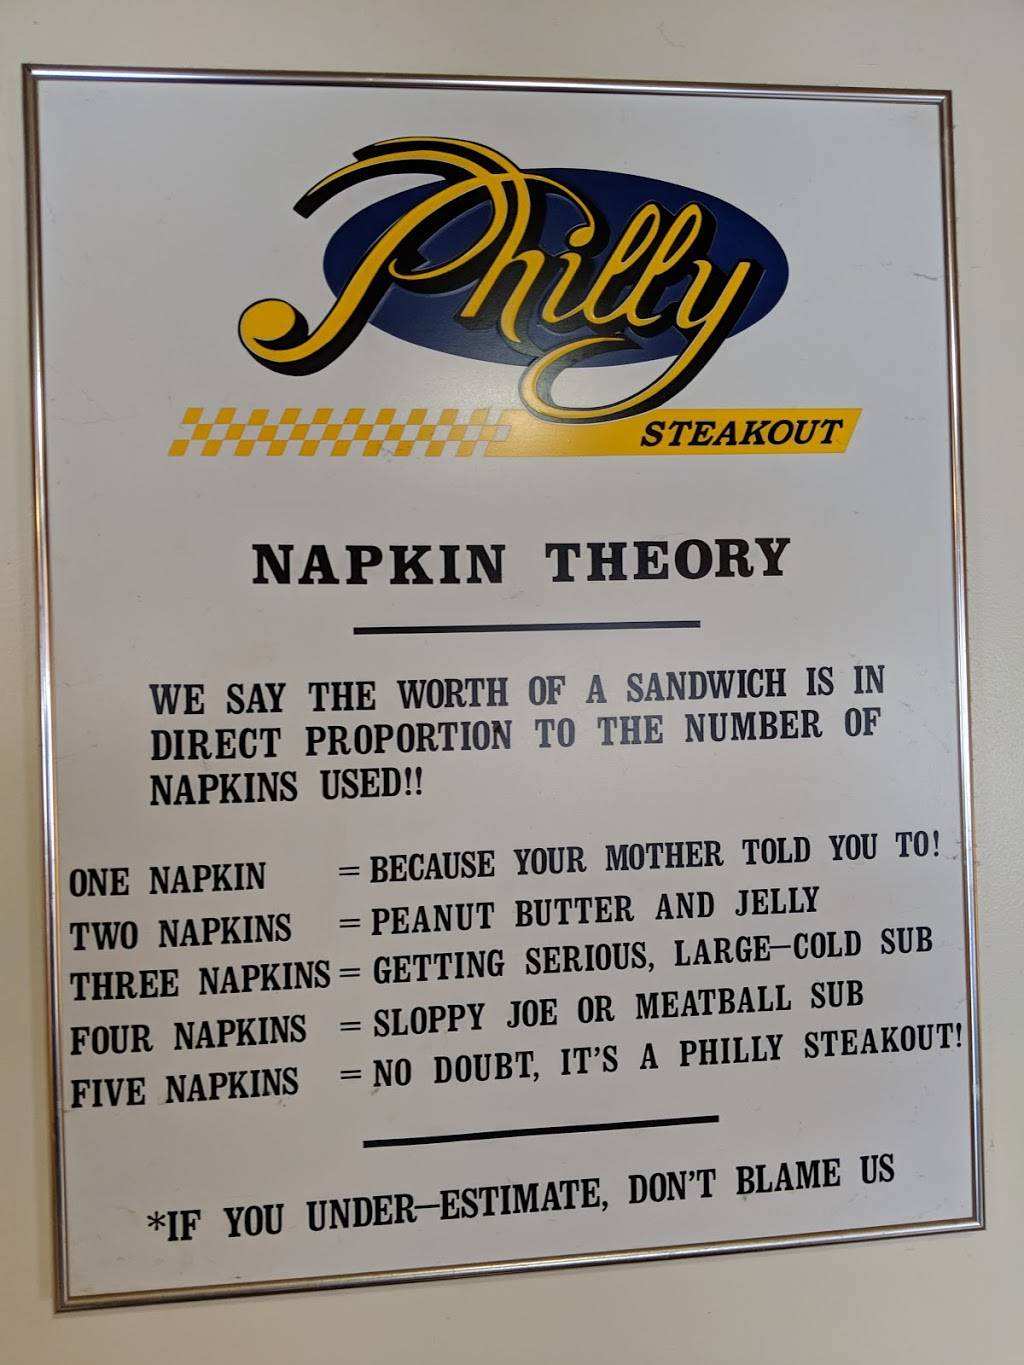 Philly
STEAKOUT
NAPKIN THEORY
WE SAY THE WORTH OF A SANDWICH IS IN
DIRECT PROPORTION TO THE NUMBER OF
NAPKINS USED!!
ONE NAPKIN = BECAUSE YOUR MOTHER TOLD YOU TO!
TWO NAPKINS = PEANUT BUTTER AND JELLY
THREE NAPKINS = GETTING SERIOUS, LARGE—COLD SUB
FOUR NAPKINS = SLOPPY JOE OR MEATBALL SUB
FIVE NAPKINS = NO DOUBT, IT'S A PHILLY STEAKOUT!
*IF YOU UNDER—ESTIMATE, DON'T BLAME US